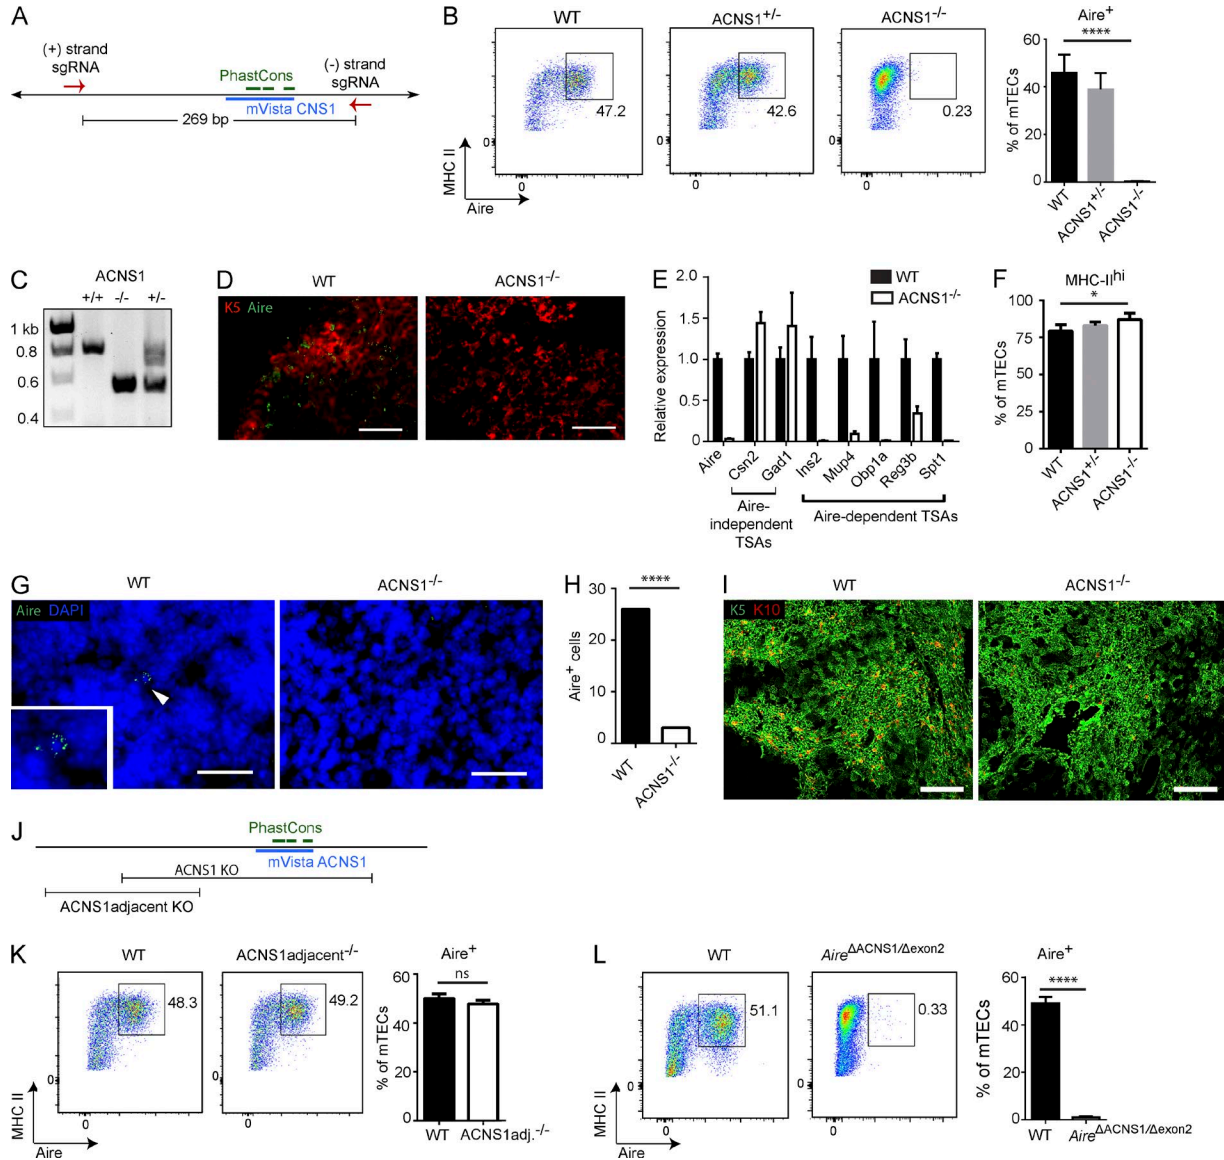 A
(+) strand
sgRNA
PhastCons
(-) strand
sgRNA
mVista CNS1
269 bp
B
WT
ACNS1+/-
ACNS1-/-
47.2
42.6
0.23
0
0
0
0
MHC II
Aire
Aire+
****
% of mTECs
60
40
20
0
WT
ACNS1+/-
ACNS1-/-
C
ACNS1
+/+
-/-
+/-
1 kb
0.8
0.6
0.4
D
WT
ACNS1-/-
K5 Aire
E
WT
ACNS1-/-
Relative expression
2.0
1.5
1.0
0.5
0
Aire
Csn2
Gad1
Ins2
Mup4
Obp1a
Reg3b
Spt1
Aire-
independent
TSAs
Aire-dependent TSAs
F
MHC-IIhi
*
% of mTECs
100
75
25
0
WT
ACNS1+/-
ACNS1-/-
G
WT
ACNS1-/-
Aire DAPI
H
****
Aire+ cells
30
20
10
0
WT
ACNS1-/-
I
WT
ACNS1-/-
K5 K10
J
PhastCons
mVista ACNS1
ACNS1 KO
ACNS1adjacent KO
K
WT
ACNS1adjacent-/-
48.3
49.2
0
0
0
0
MHC II
Aire
Aire+
ns
% of mTECs
60
40
20
0
WT
ACNS1adj.-/-
L
WT
AireΔACNS1/Δexon2
51.1
0.33
0
0
0
0
MHC II
Aire
Aire+
****
% of mTECs
60
40
20
0
WT
AireΔACNS1/Δexon2